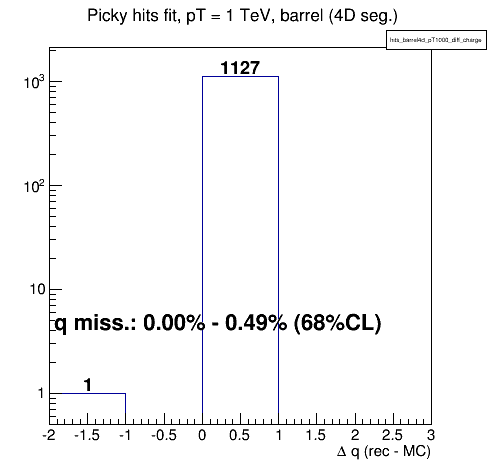 Picky hits fit, pT = 1 TeV, barrel (4D seg.)
hits_barrel4d_pT1000_diff_charge
1127
10³
10²
10
q miss.: 0.00% - 0.49% (68%CL)
1
1
-2 -1.5 -1 -0.5 0 0.5 1 1.5 2 2.5 3
Δ q (rec - MC)